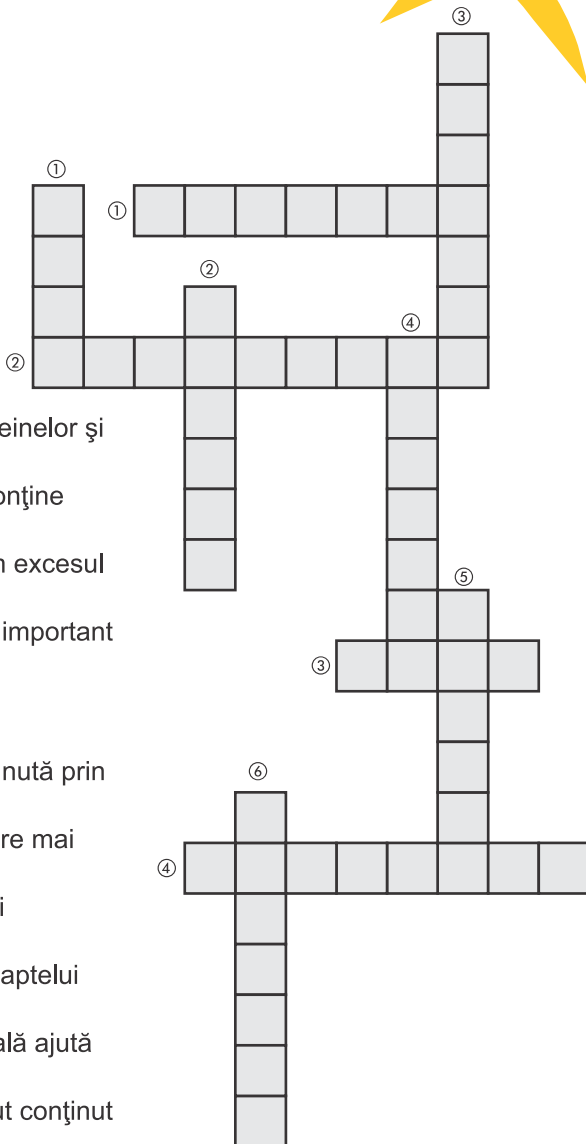 ③
①
①
②
④
②
einelor şi
onţine
n excesul
important
⑤
③
nută prin
⑥
re mai
④
i
aptelui
ală ajută
ut conţinut